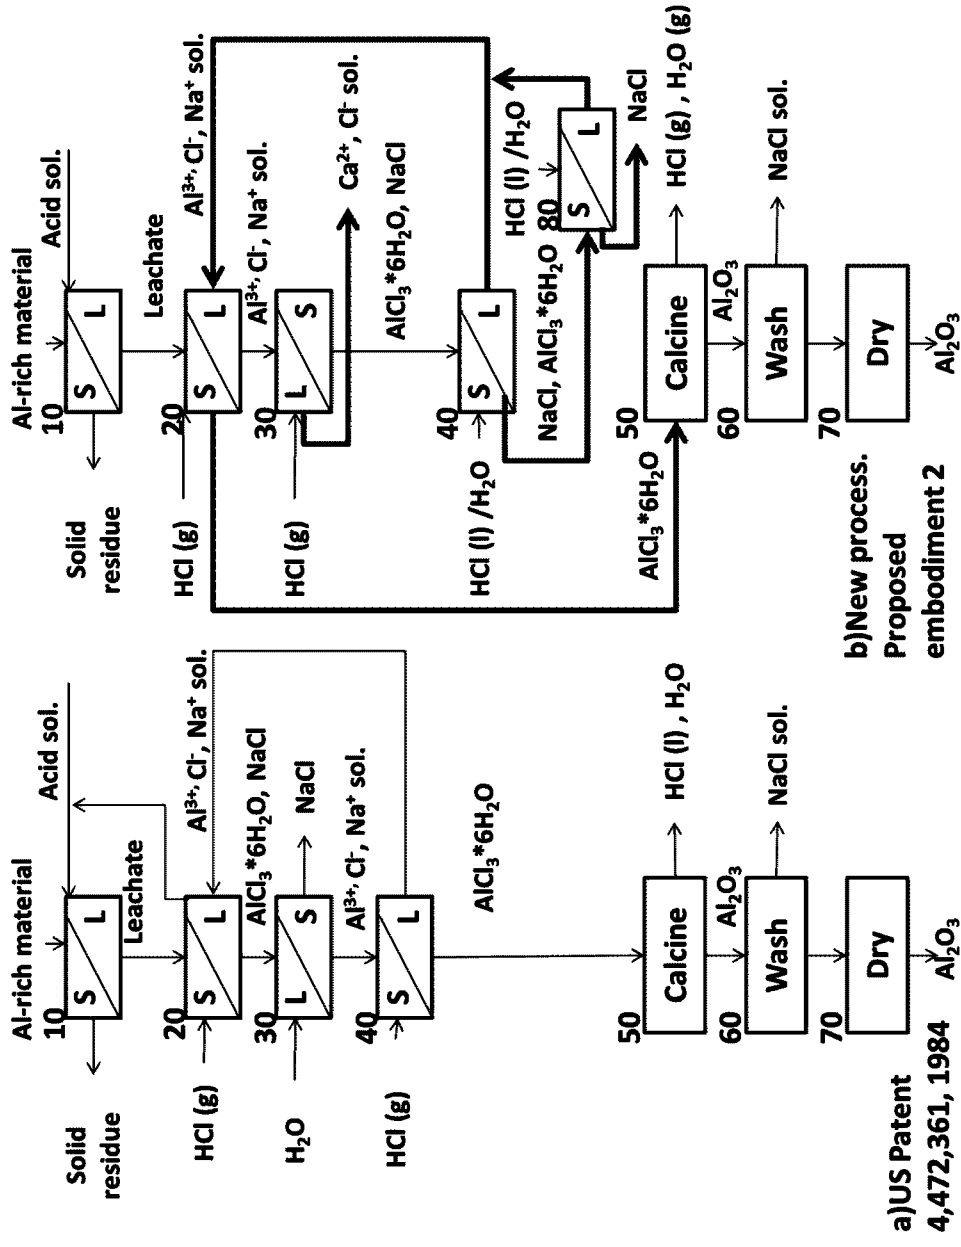 Al-rich material
Acid sol.
10
S
L
Solid
residue
Leachate
20
S
L
HCl (g)
Al³⁺, Cl⁻, Na⁺ sol.
AlCl₃*6H₂O, NaCl
30
L
S
H₂O
NaCl
Al³⁺, Cl⁻, Na⁺ sol.
40
S
L
HCl (g)
AlCl₃*6H₂O
50
Calcine
HCl (l) , H₂O
Al₂O₃
60
Wash
NaCl sol.
70
Dry
Al₂O₃
a)US Patent
4,472,361, 1984
Al-rich material
Acid sol.
10
S
L
Solid
residue
Leachate
20
S
L
HCl (g)
Al³⁺, Cl⁻, Na⁺ sol.
Al³⁺, Cl⁻, Na⁺ sol.
30
L
S
HCl (g)
Ca²⁺, Cl⁻ sol.
AlCl₃*6H₂O, NaCl
40
S
L
HCl (l) /H₂O
HCl (l) /H₂O
80
S
L
NaCl
NaCl, AlCl₃*6H₂O
AlCl₃*6H₂O
50
Calcine
HCl (g) , H₂O (g)
Al₂O₃
60
Wash
NaCl sol.
70
Dry
Al₂O₃
b)New process.
Proposed
embodiment 2